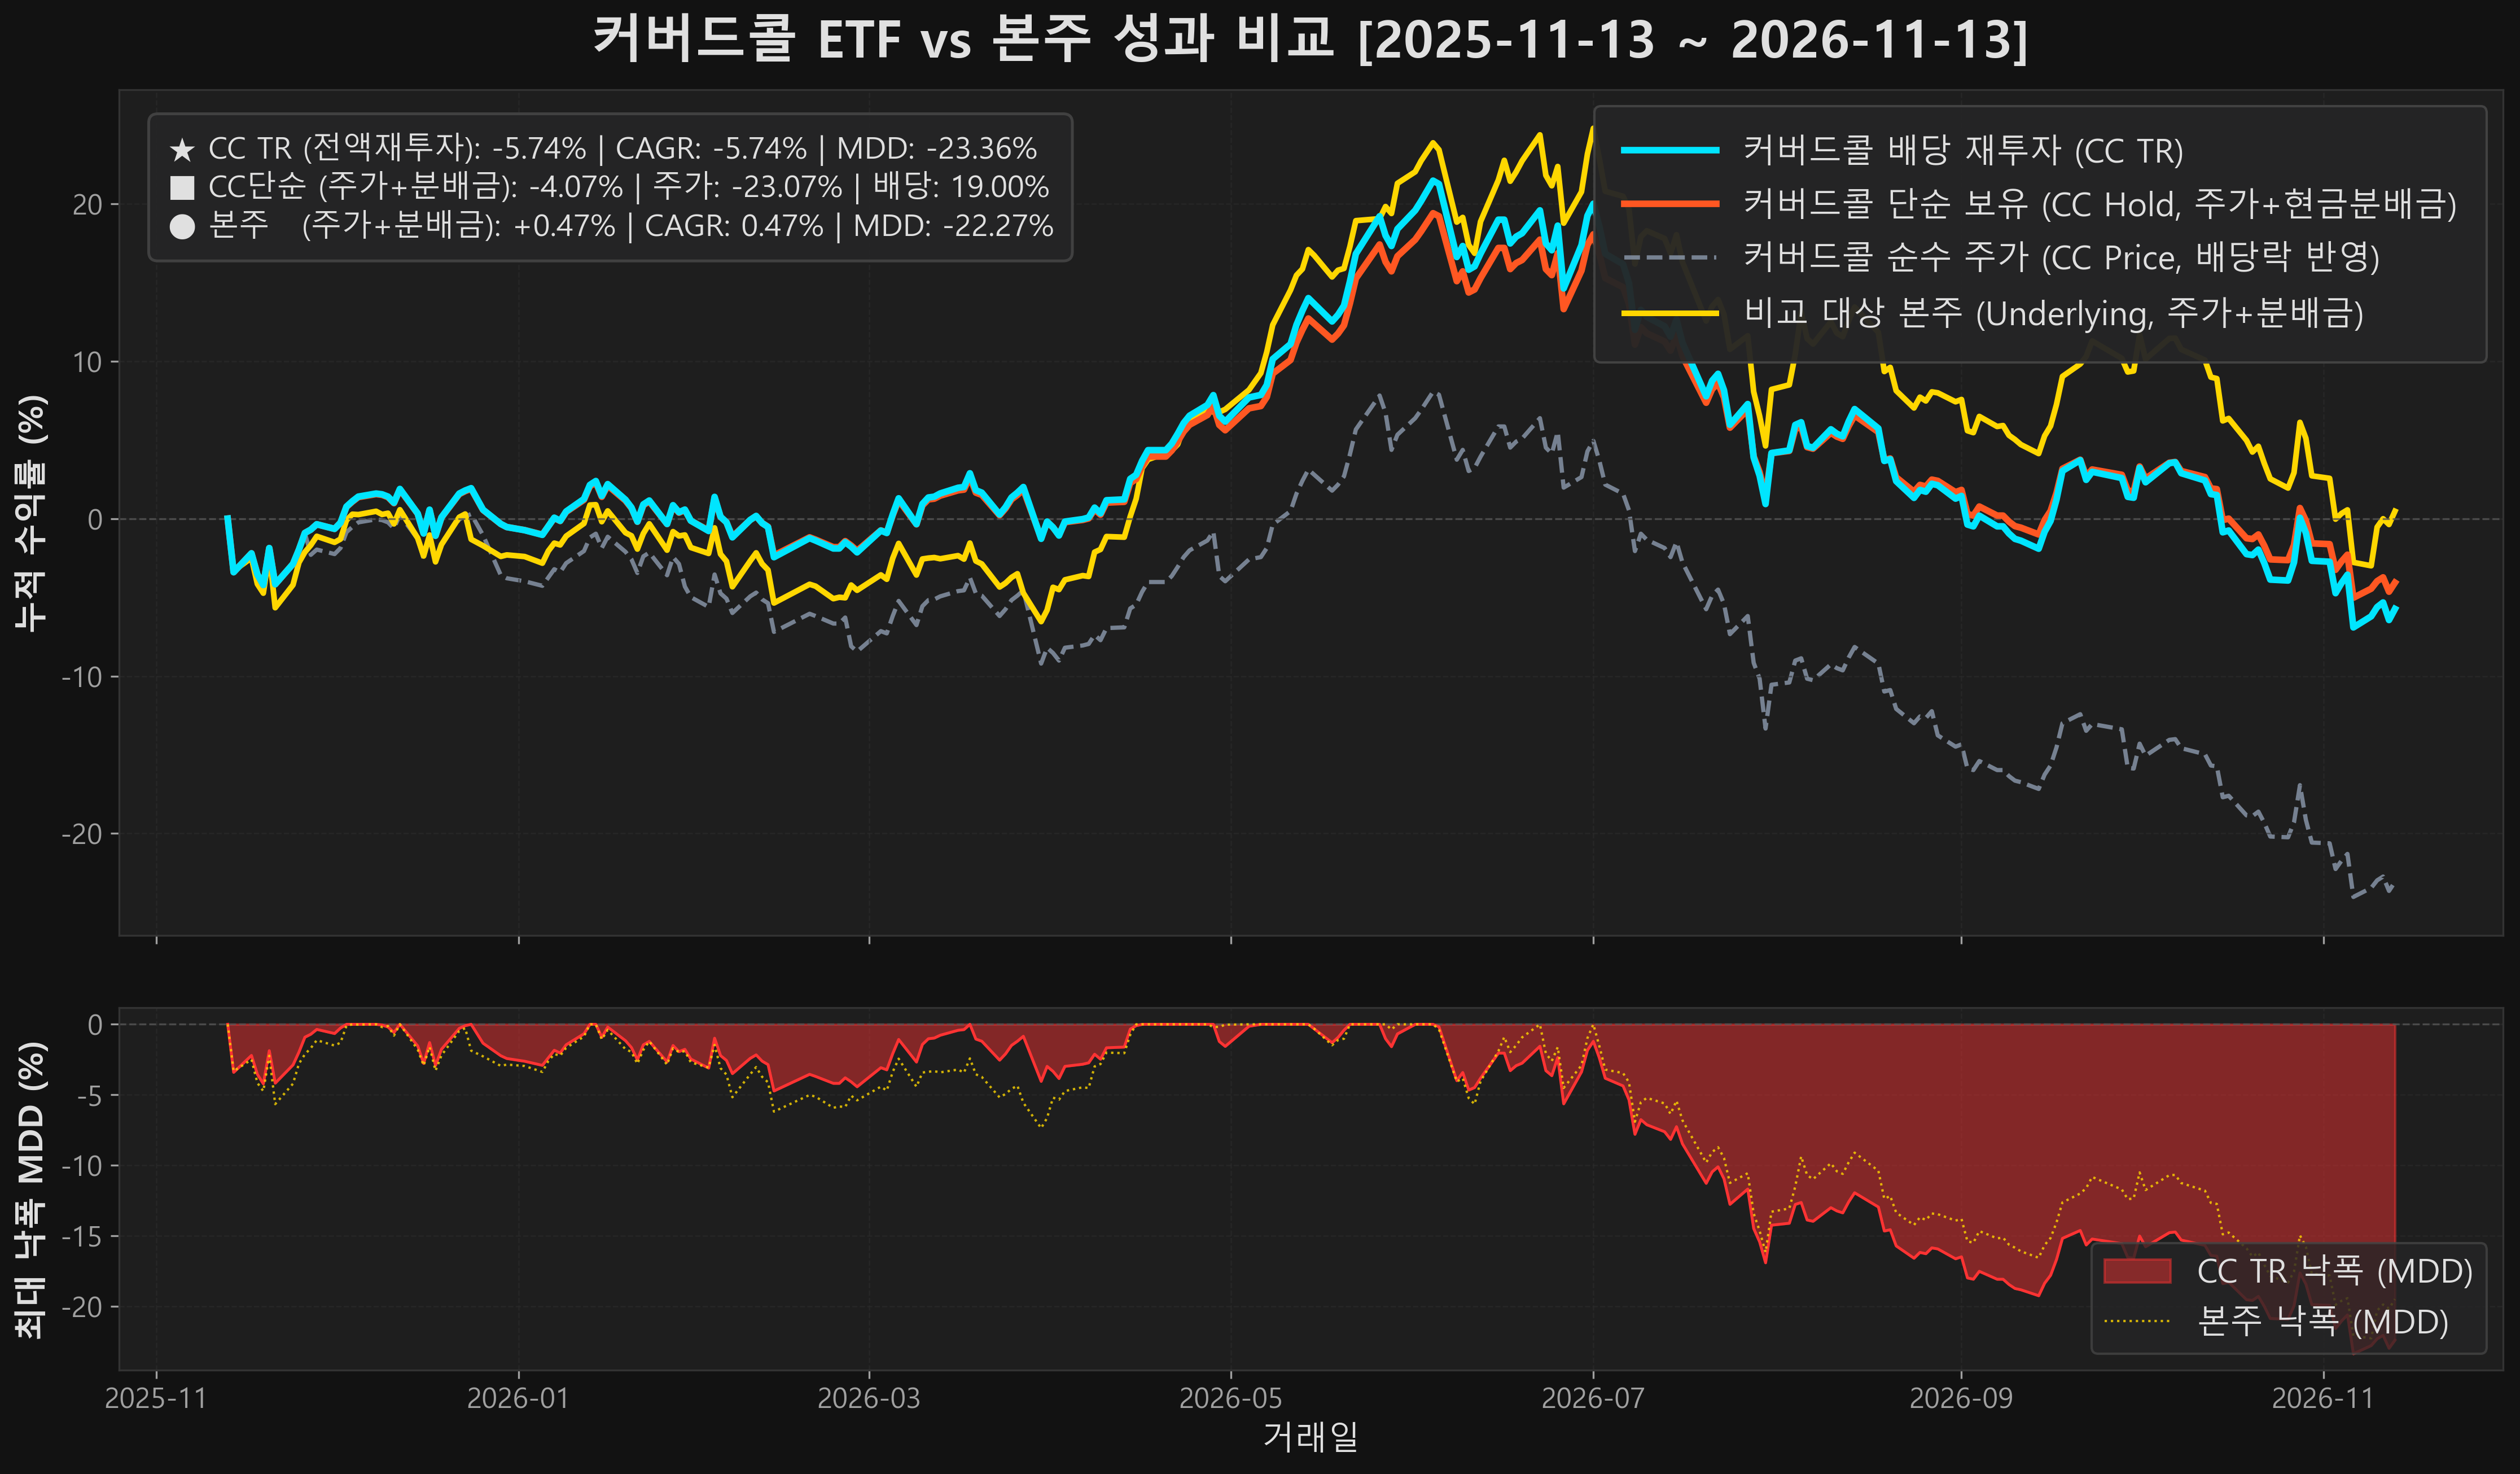 커버드콜 ETF vs 본주 성과 비교 [2025-11-13 ~ 2026-11-13]
★ CC TR (전액재투자): -5.74% | CAGR: -5.74% | MDD: -23.36%
■ CC단순 (주가+분배금): -4.07% | 주가: -23.07% | 배당: 19.00%
● 본주 (주가+분배금): +0.47% | CAGR: 0.47% | MDD: -22.27%
커버드콜 배당 재투자 (CC TR)
커버드콜 단순 보유 (CC Hold, 주가+현금분배금)
커버드콜 순수 주가 (CC Price, 배당락 반영)
비교 대상 본주 (Underlying, 주가+분배금)
누적 수익률 (%)
20
10
0
-10
-20
최대 낙폭 MDD (%)
0
-5
-10
-15
-20
CC TR 낙폭 (MDD)
본주 낙폭 (MDD)
2025-11
2026-01
2026-03
2026-05
2026-07
2026-09
2026-11
거래일